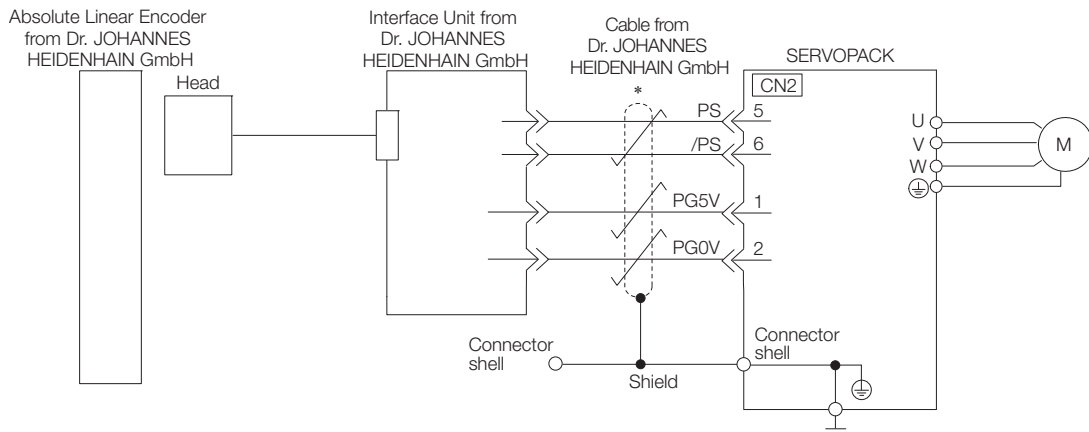 Absolute Linear Encoder
from Dr. JOHANNES
HEIDENHAIN GmbH
Head
Interface Unit from
Dr. JOHANNES
HEIDENHAIN GmbH
Cable from
Dr. JOHANNES
HEIDENHAIN GmbH
*
SERVOPACK
CN2
PS
5
/PS
6
PG5V
1
PG0V
2
U
V
W
M
Connector
shell
Shield
Connector
shell